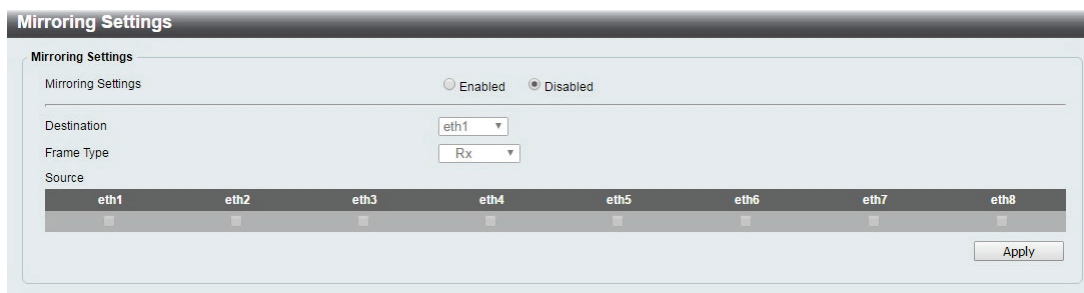 Mirroring Settings
Mirroring Settings
Mirroring Settings Enabled Disabled
Destination eth1
Frame Type Rx
Source
eth1 eth2 eth3 eth4 eth5 eth6 eth7 eth8
Apply